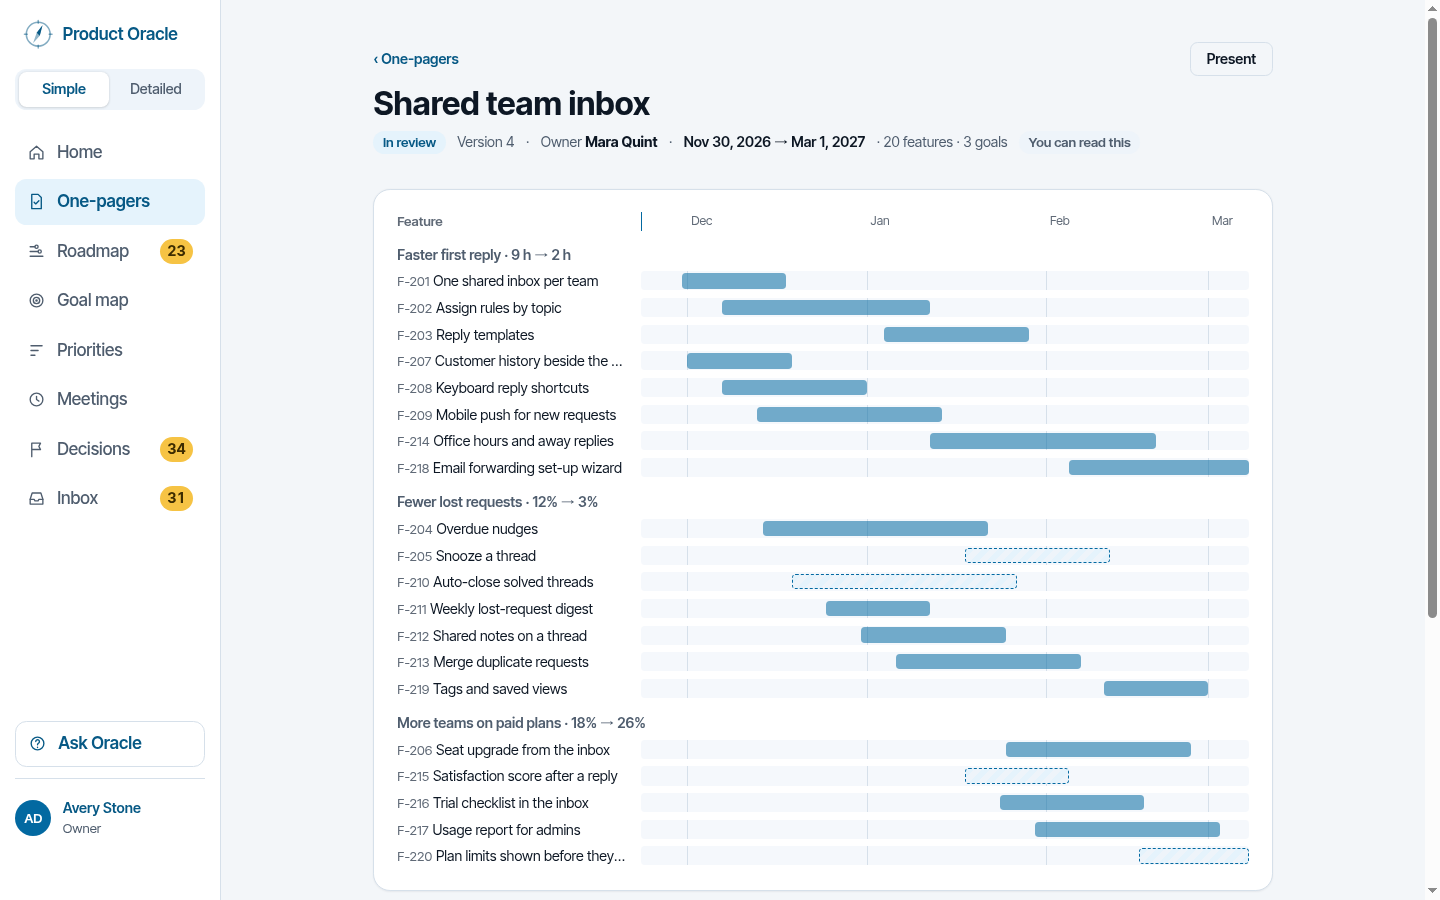 Product Oracle
Simple Detailed
Home
One-pagers
Roadmap 23
Goal map
Priorities
Meetings
Decisions 34
Inbox 31
Ask Oracle
AD Avery Stone
Owner
‹ One-pagers
Present
Shared team inbox
In review Version 4 · Owner Mara Quint · Nov 30, 2026 → Mar 1, 2027 · 20 features · 3 goals You can read this
Feature Dec Jan Feb Mar
Faster first reply · 9 h → 2 h
F-201 One shared inbox per team
F-202 Assign rules by topic
F-203 Reply templates
F-207 Customer history beside the ...
F-208 Keyboard reply shortcuts
F-209 Mobile push for new requests
F-214 Office hours and away replies
F-218 Email forwarding set-up wizard
Fewer lost requests · 12% → 3%
F-204 Overdue nudges
F-205 Snooze a thread
F-210 Auto-close solved threads
F-211 Weekly lost-request digest
F-212 Shared notes on a thread
F-213 Merge duplicate requests
F-219 Tags and saved views
More teams on paid plans · 18% → 26%
F-206 Seat upgrade from the inbox
F-215 Satisfaction score after a reply
F-216 Trial checklist in the inbox
F-217 Usage report for admins
F-220 Plan limits shown before they...